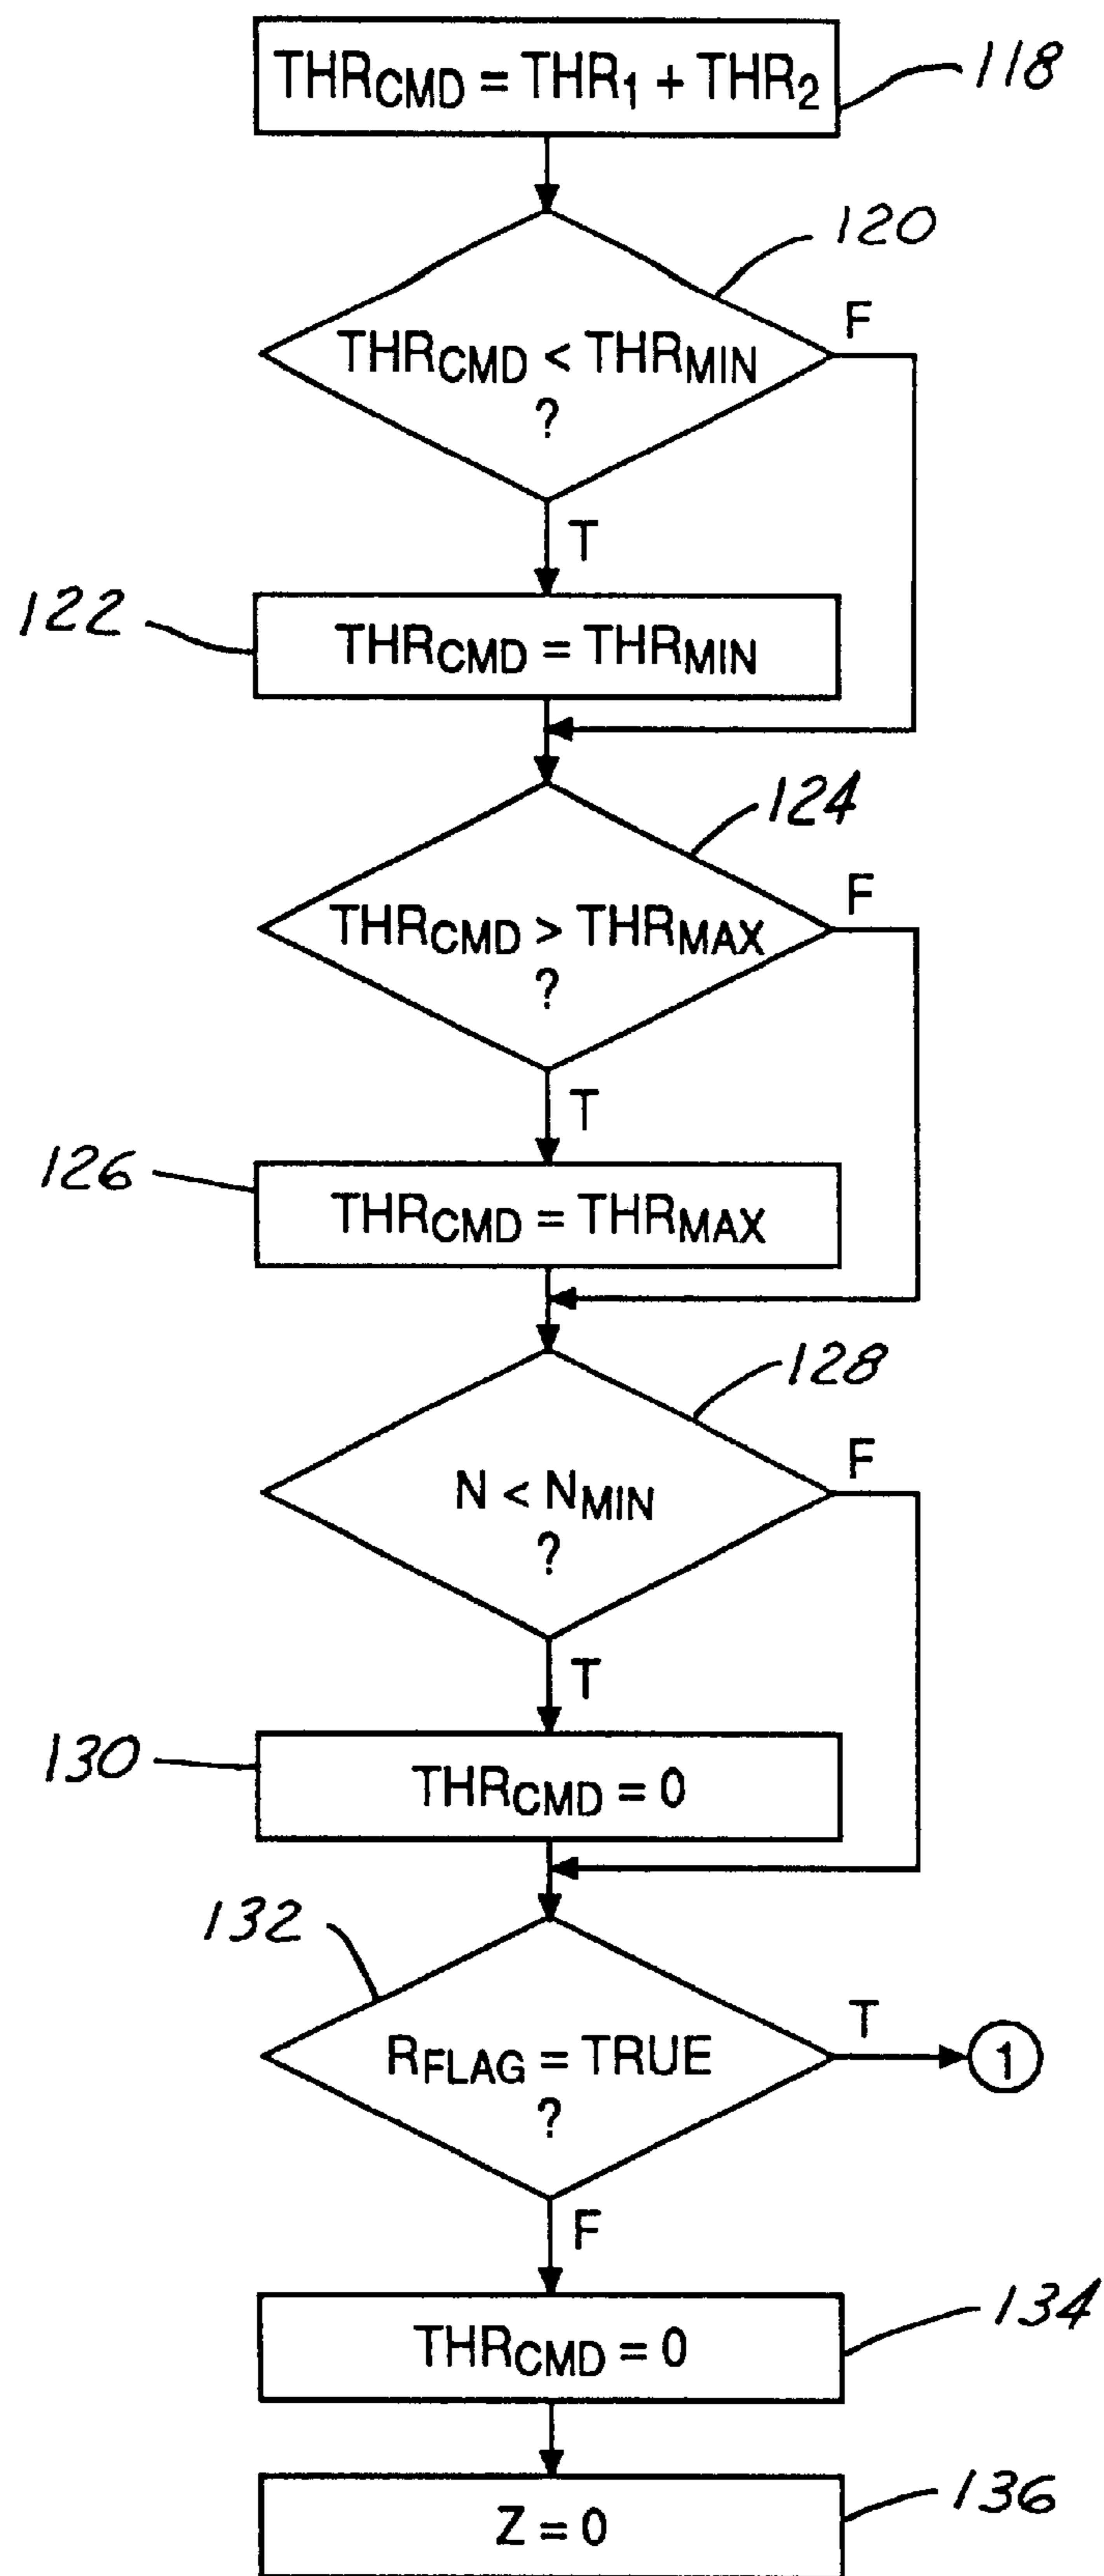 THRCMD = THR1 + THR2
118
120
THRCMD < THRMIN
?
F
T
122
THRCMD = THRMIN
124
THRCMD > THRMAX
?
F
T
126
THRCMD = THRMAX
128
N < NMIN
?
F
T
130
THRCMD = 0
132
RFLAG = TRUE
?
T
1
F
THRCMD = 0
134
Z = 0
136